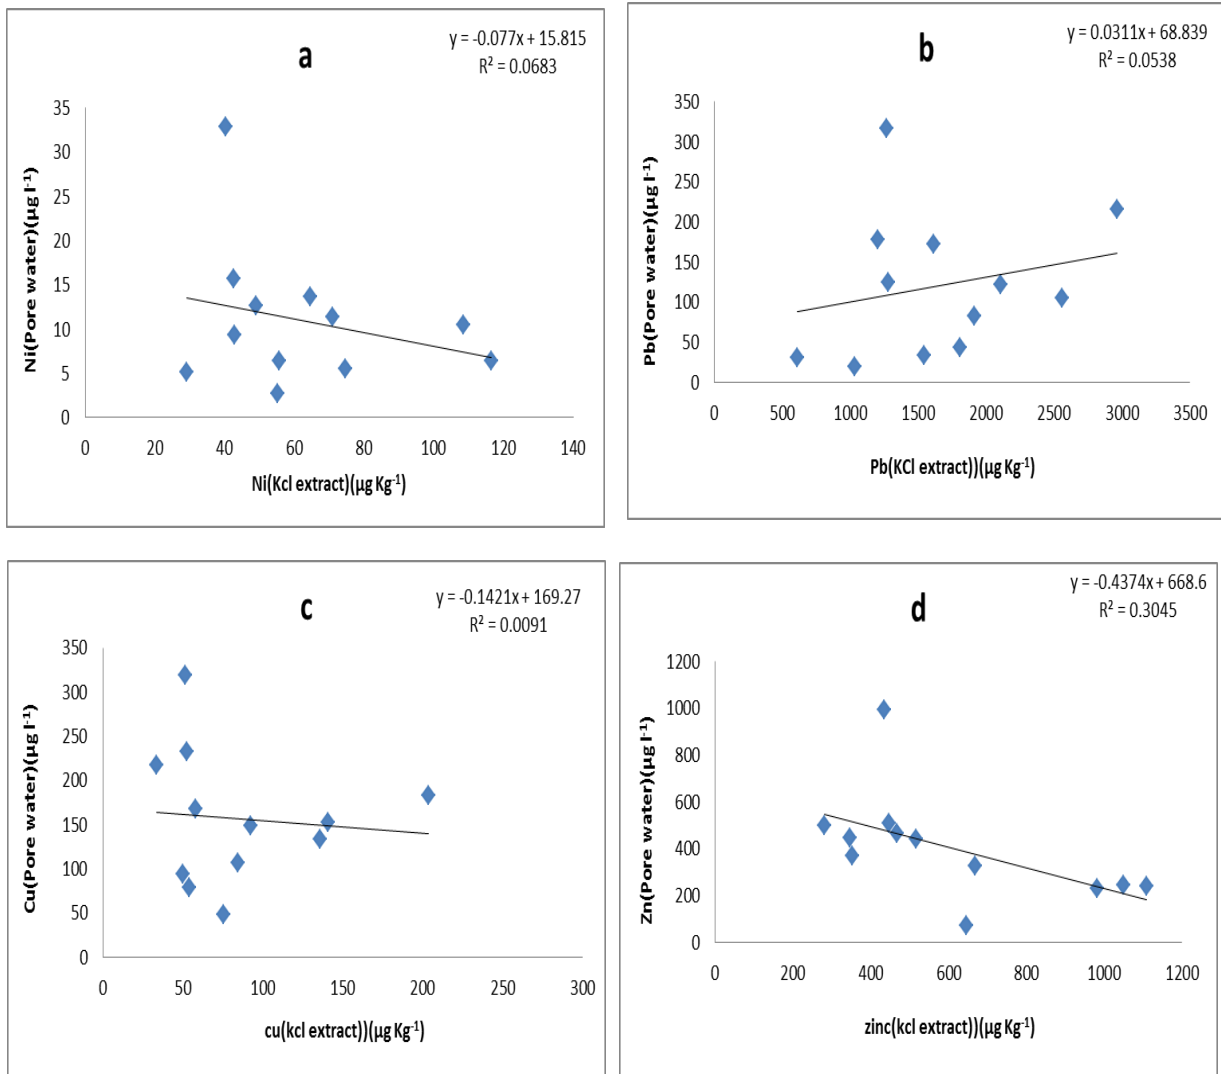 a
y = -0.077x + 15.815
R² = 0.0683
35
30
25
20
15
10
5
0
0 20 40 60 80 100 120 140
Ni(Pore water)(µg l⁻¹)
Ni(Kcl extract)(µg Kg⁻¹)
b
y = 0.0311x + 68.839
R² = 0.0538
350
300
250
200
150
100
50
0
0 500 1000 1500 2000 2500 3000 3500
Pb(Pore water)(µg l⁻¹)
Pb(KCl extract))(µg Kg⁻¹)
c
y = -0.1421x + 169.27
R² = 0.0091
350
300
250
200
150
100
50
0
0 50 100 150 200 250 300
Cu(Pore water)(µg l⁻¹)
cu(kcl extract))(µg Kg⁻¹)
d
y = -0.4374x + 668.6
R² = 0.3045
1200
1000
800
600
400
200
0
0 200 400 600 800 1000 1200
Zn(Pore water)(µg l⁻¹)
zinc(kcl extract))(µg Kg⁻¹)